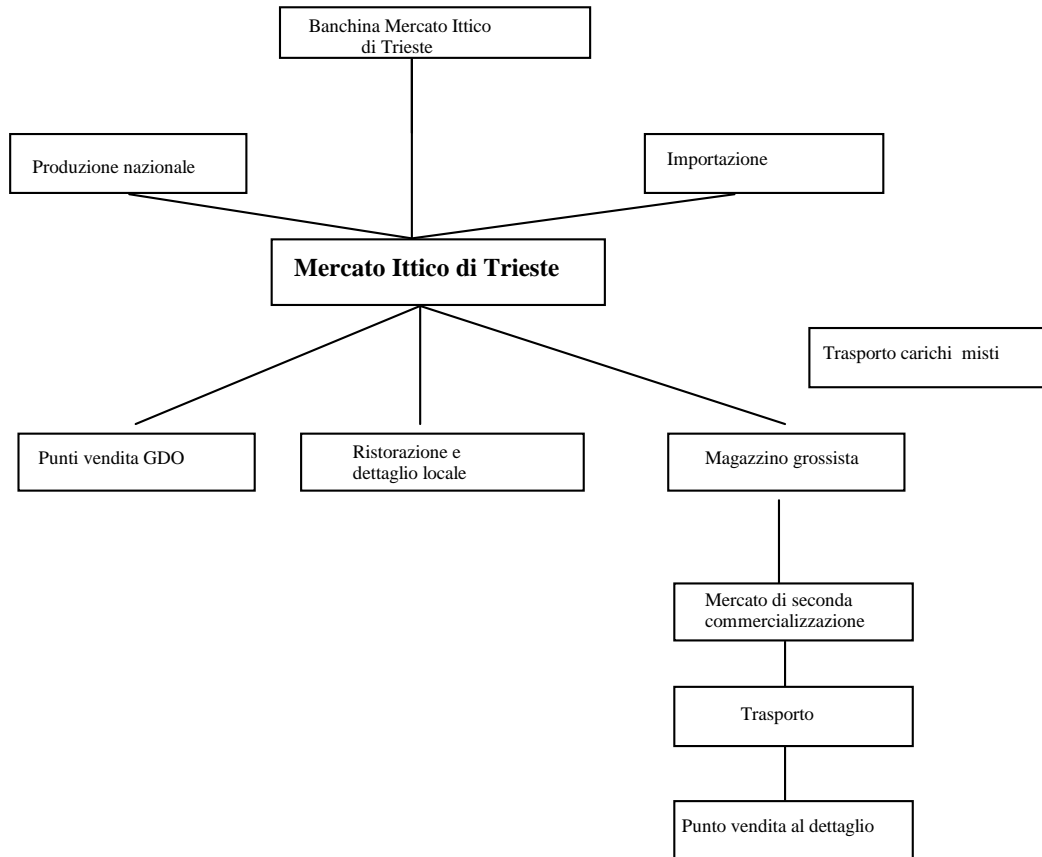 Banchina Mercato Ittico
di Trieste
Produzione nazionale
Importazione
Mercato Ittico di Trieste
Trasporto carichi misti
Punti vendita GDO
Ristorazione e
dettaglio locale
Magazzino grossista
Mercato di seconda
commercializzazione
Trasporto
Punto vendita al dettaglio